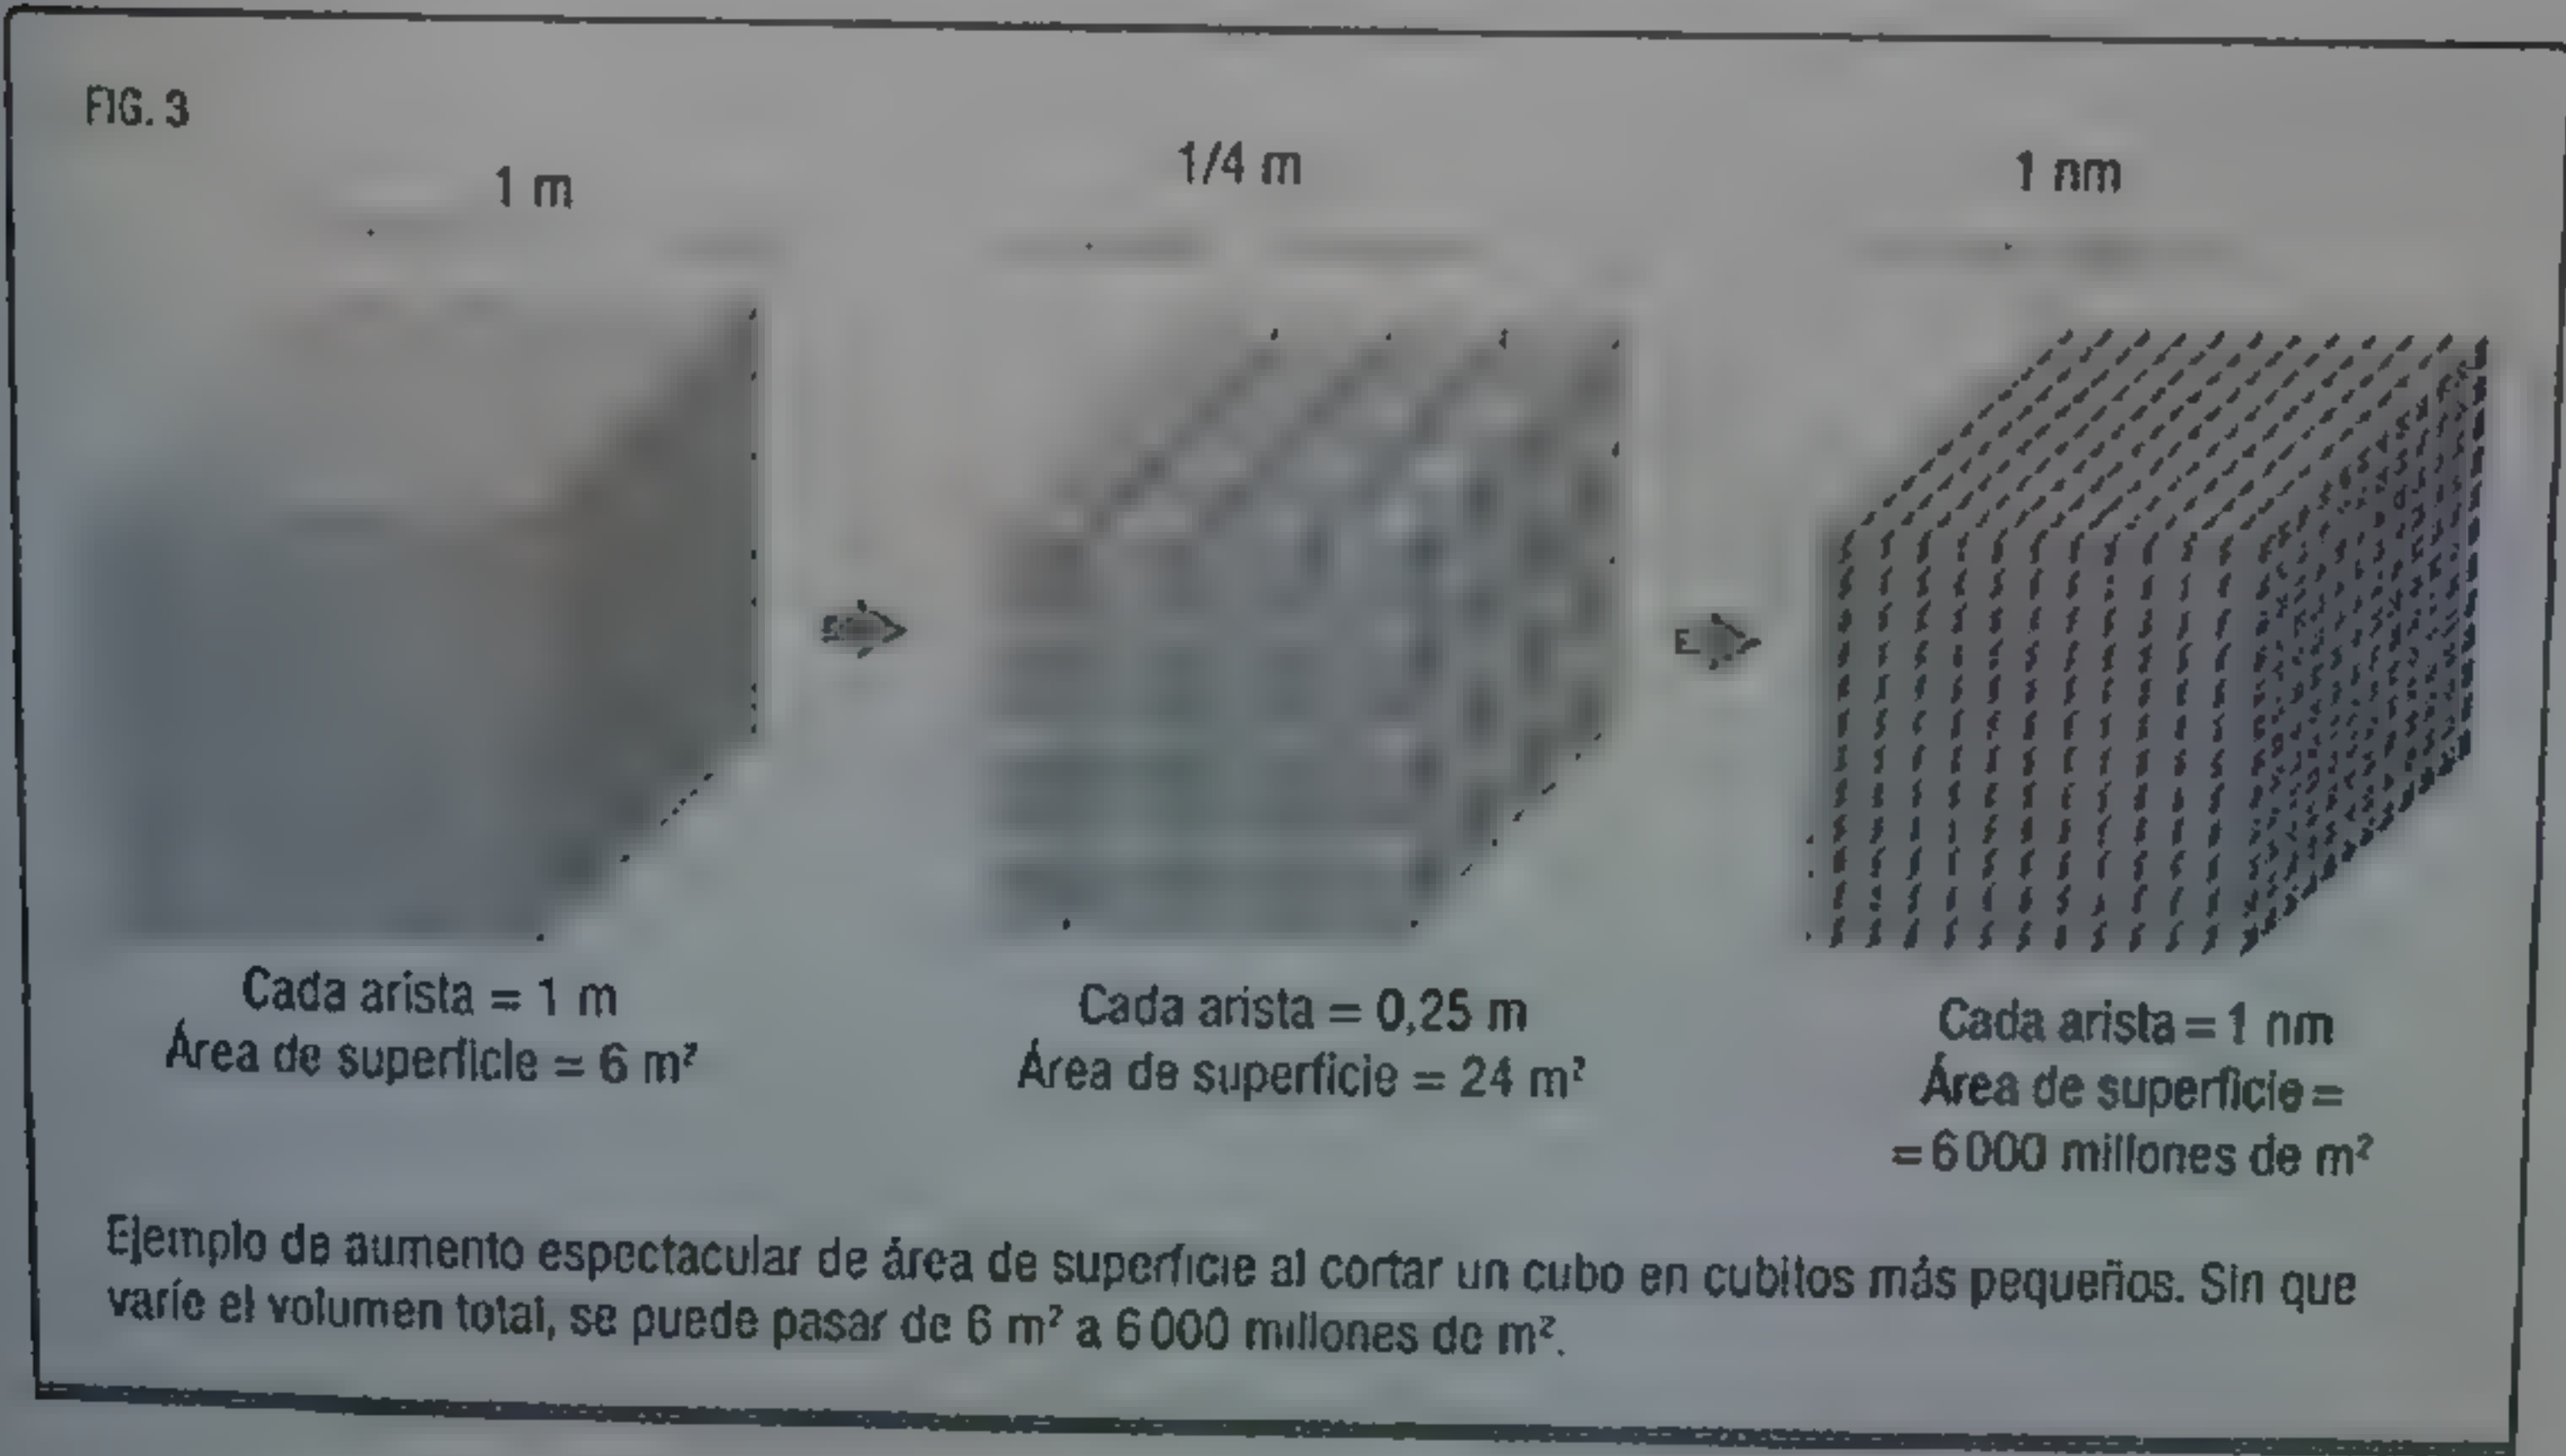 FIG. 3
1 m
1/4 m
1 nm
Cada arista = 1 m
Área de superficie = 6 m²
Cada arista = 0,25 m
Área de superficie = 24 m²
Cada arista = 1 nm
Área de superficie =
= 6 000 millones de m²
Ejemplo de aumento espectacular de área de superficie al cortar un cubo en cubitos más pequeños. Sin que
varíe el volumen total, se puede pasar de 6 m² a 6 000 millones de m².